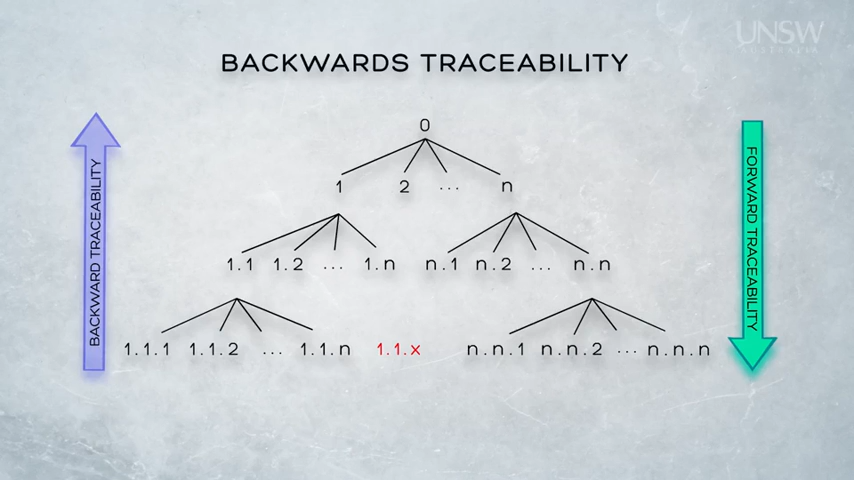 UNSW
AUSTRALIA
BACKWARDS TRACEABILITY
0
1 2 ... n
1.1 1.2 ... 1.n n.1 n.2 ... n.n
1.1.1 1.1.2 ... 1.1.n 1.1.x n.n.1 n.n.2 ... n.n.n
BACKWARD TRACEABILITY
FORWARD TRACEABILITY